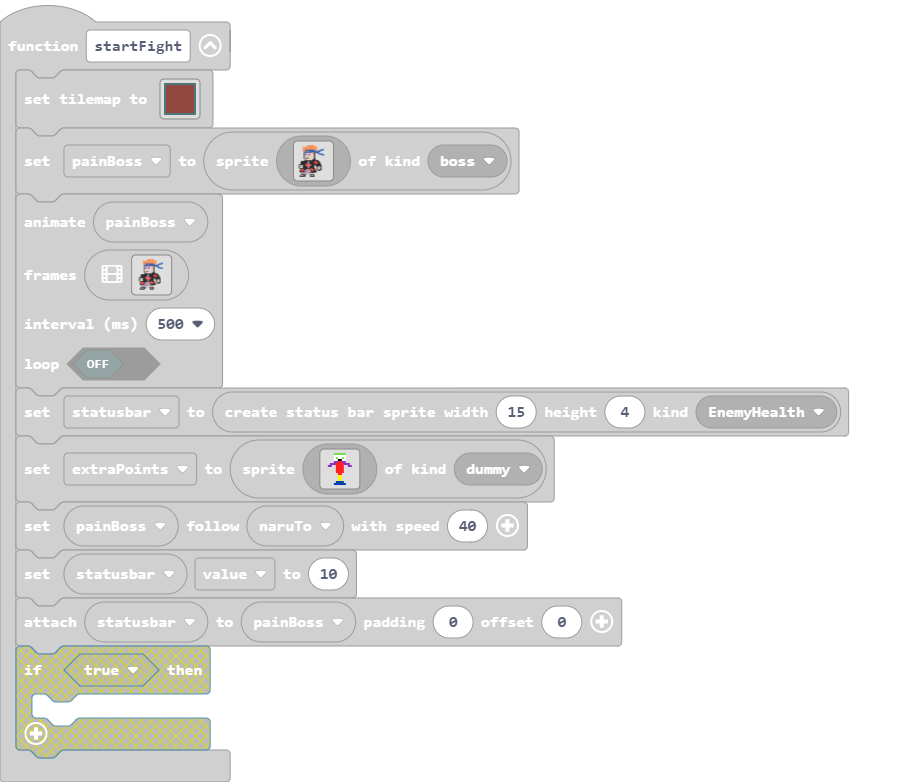 function startFight
set tilemap to
set painBoss to sprite of kind boss
animate painBoss
frames
interval (ms) 500
loop OFF
set statusbar to create status bar sprite width 15 height 4 kind EnemyHealth
set extraPoints to sprite of kind dummy
set painBoss follow naruTo with speed 40
set statusbar value to 10
attach statusbar to painBoss padding 0 offset 0
if true then